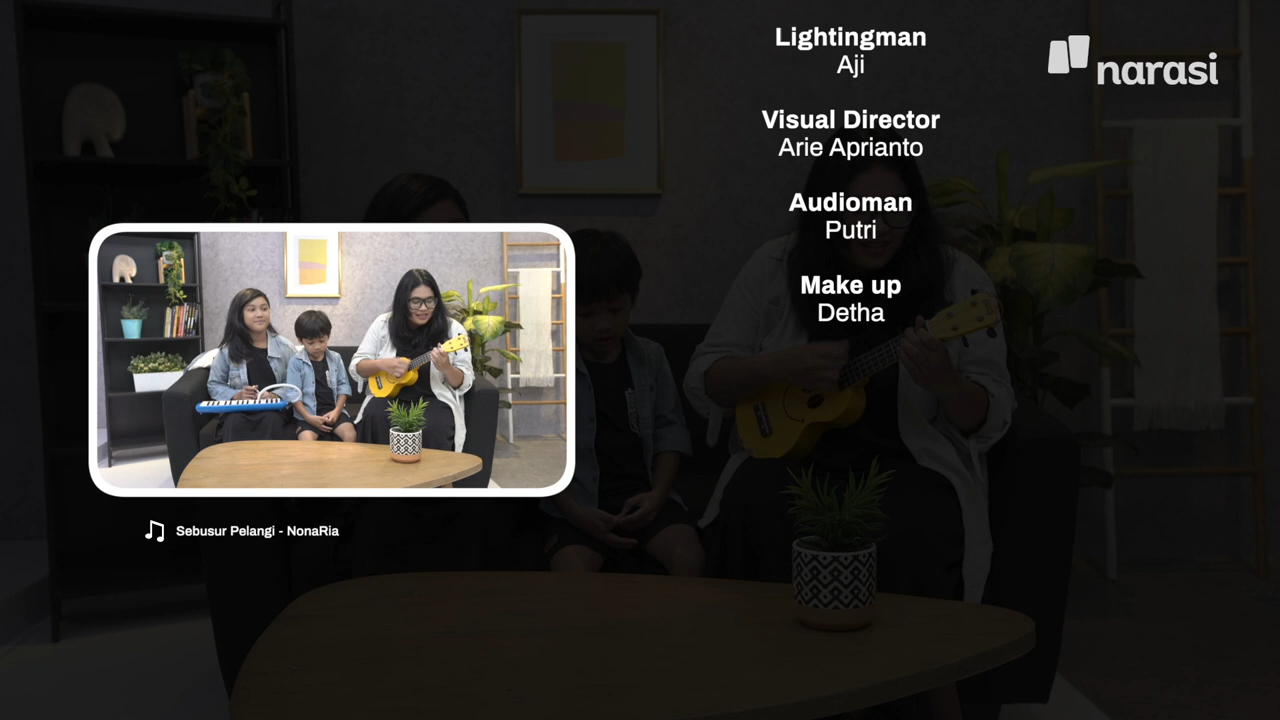 Lightingman
Aji
Visual Director
Arie Aprianto
Audioman
Putri
Make up
Detha
narasi
Sebusur Pelangi - NonaRia